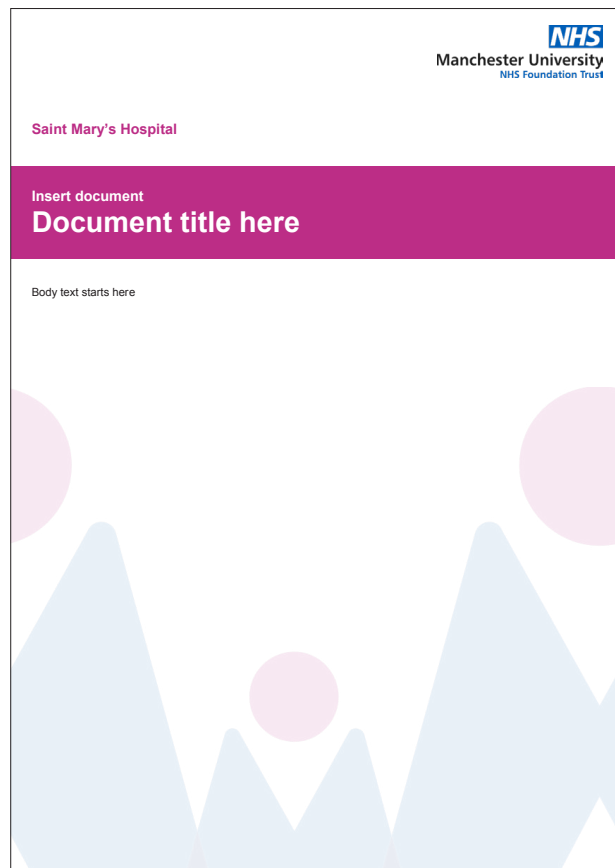 NHS
Manchester University
NHS Foundation Trust
Saint Mary’s Hospital
Insert document
Document title here
Body text starts here